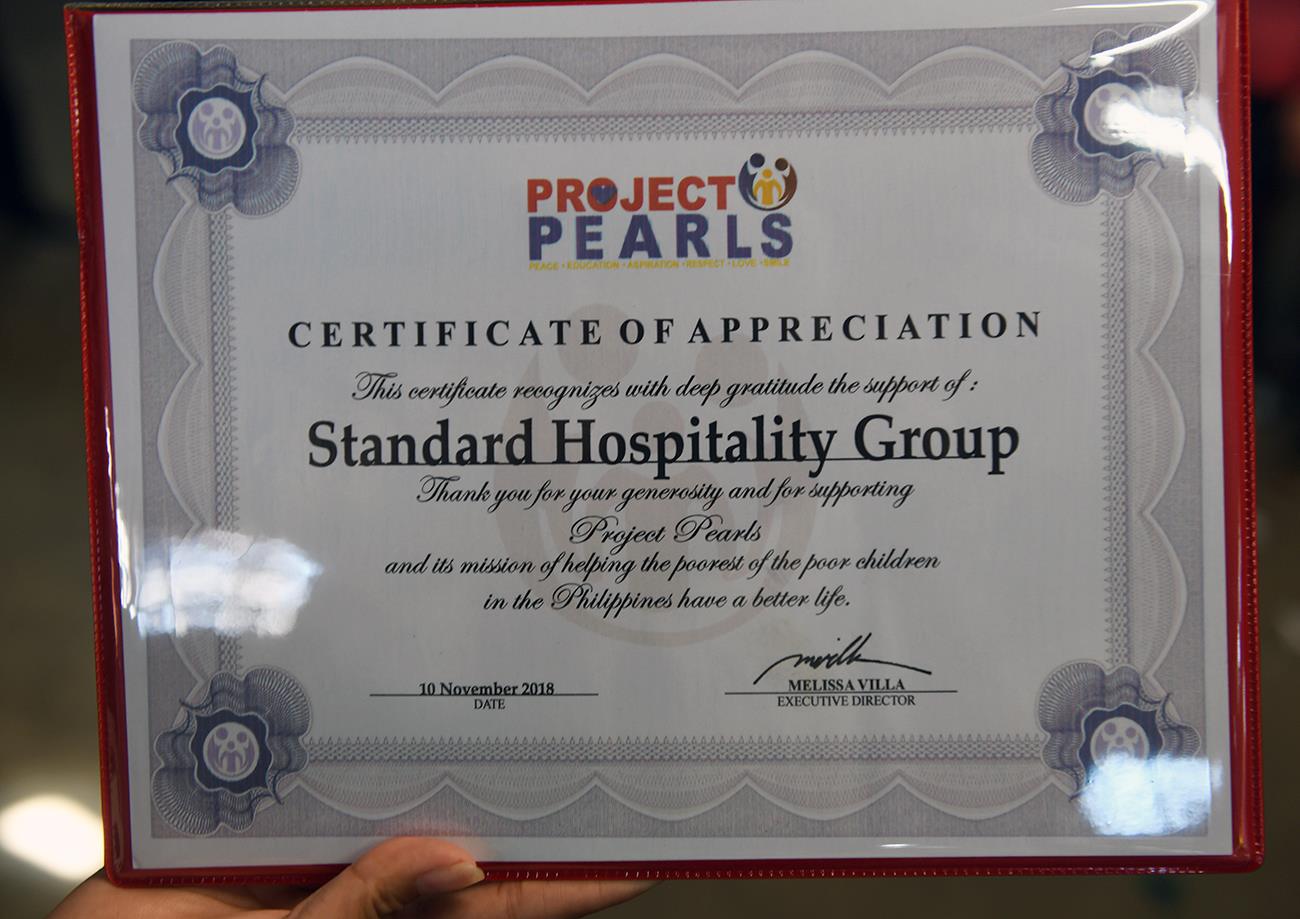 PROJECT
PEARLS
PEACE • EDUCATION • ASPIRATION • RESPECT • LOVE • SMILE
CERTIFICATE OF APPRECIATION
This certificate recognizes with deep gratitude the support of :
Standard Hospitality Group
Thank you for your generosity and for supporting
Project Pearls
and its mission of helping the poorest of the poor children
in the Philippines have a better life.
10 November 2018
DATE
MELISSA VILLA
EXECUTIVE DIRECTOR